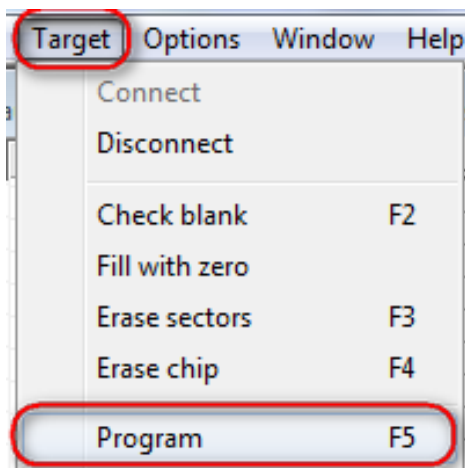 Target Options Window Help
Connect
Disconnect
Check blank F2
Fill with zero
Erase sectors F3
Erase chip F4
Program F5